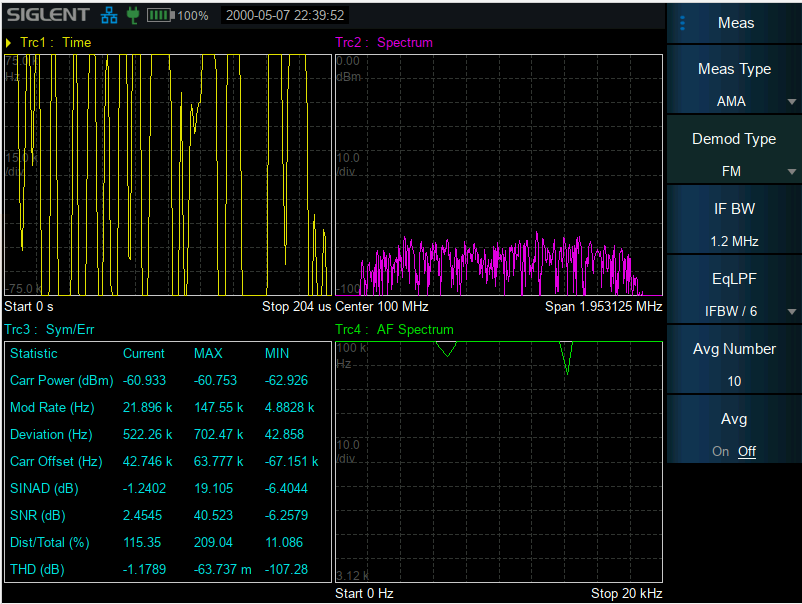 SIGLENT 100% 2000-05-07 22:39:52
Meas
Meas Type
AMA
Demod Type
FM
IF BW
1.2 MHz
EqLPF
IFBW / 6
Avg Number
10
Avg
On Off
Trc1 : Time
75.0 k
Hz
15.0 k
/div
-75.0 k
Start 0 s Stop 204 us
Trc2 : Spectrum
0.00
dBm
10.0
/div
-100
Center 100 MHz Span 1.953125 MHz
Trc3 : Sym/Err
Statistic Current MAX MIN
Carr Power (dBm) -60.933 -60.753 -62.926
Mod Rate (Hz) 21.896 k 147.55 k 4.8828 k
Deviation (Hz) 522.26 k 702.47 k 42.858
Carr Offset (Hz) 42.746 k 63.777 k -67.151 k
SINAD (dB) -1.2402 19.105 -6.4044
SNR (dB) 2.4545 40.523 -6.2579
Dist/Total (%) 115.35 209.04 11.086
THD (dB) -1.1789 -63.737 m -107.28
Trc4 : AF Spectrum
100 k
Hz
10.0
/div
3.12 k
Start 0 Hz Stop 20 kHz